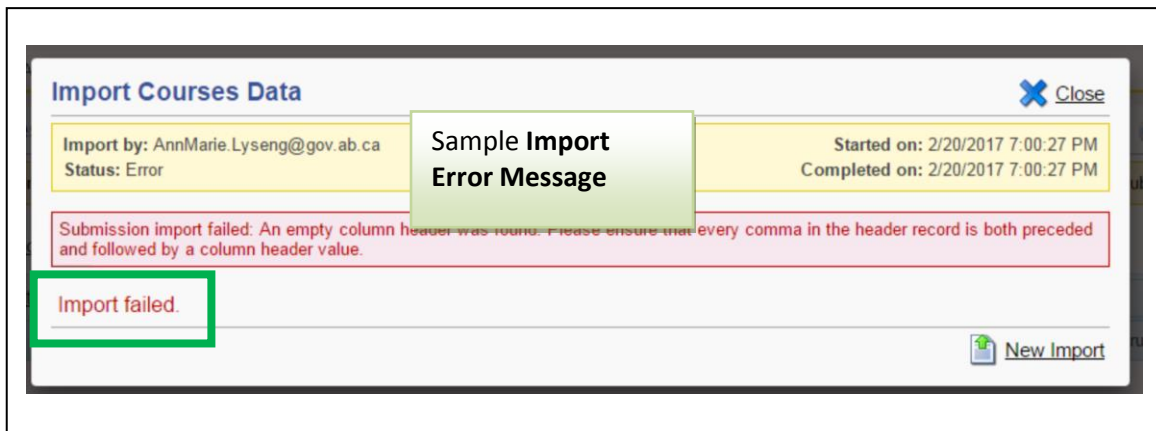 Import Courses Data
Close
Import by: AnnMarie.Lyseng@gov.ab.ca
Started on: 2/20/2017 7:00:27 PM
Status: Error
Completed on: 2/20/2017 7:00:27 PM
Sample Import
Error Message
Submission import failed: An empty column header was found. Please ensure that every comma in the header record is both preceded
and followed by a column header value.
Import failed.
New Import